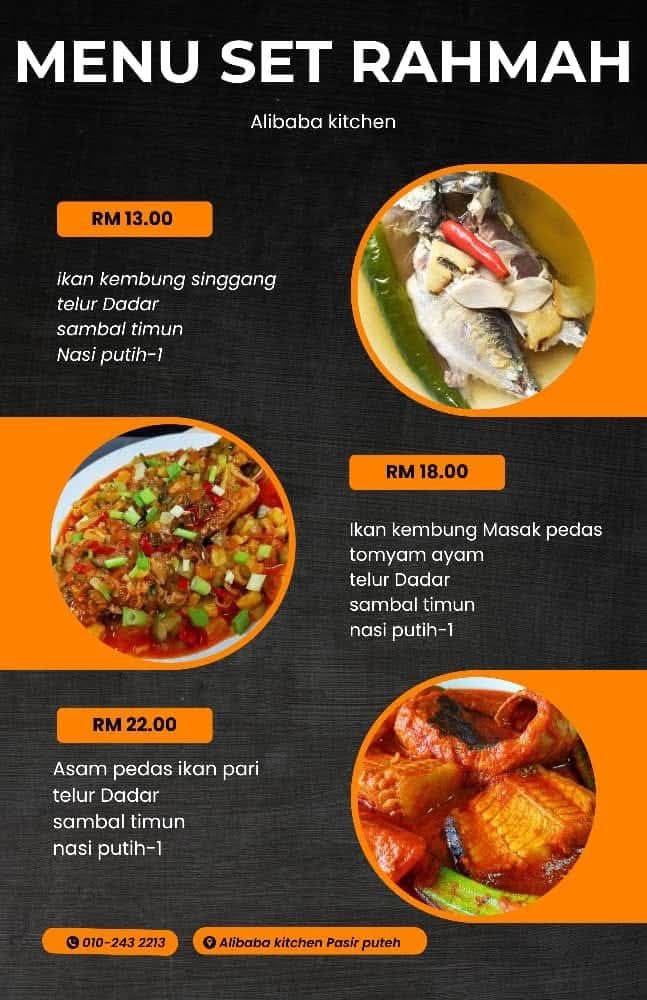 MENU SET RAHMAH
Alibaba kitchen
RM 13.00
ikan kembung singgang
telur Dadar
sambal timun
Nasi putih-1
RM 18.00
Ikan kembung Masak pedas
tomyam ayam
telur Dadar
sambal timun
nasi putih-1
RM 22.00
Asam pedas ikan pari
telur Dadar
sambal timun
nasi putih-1
010-243 2213
Alibaba kitchen Pasir puteh